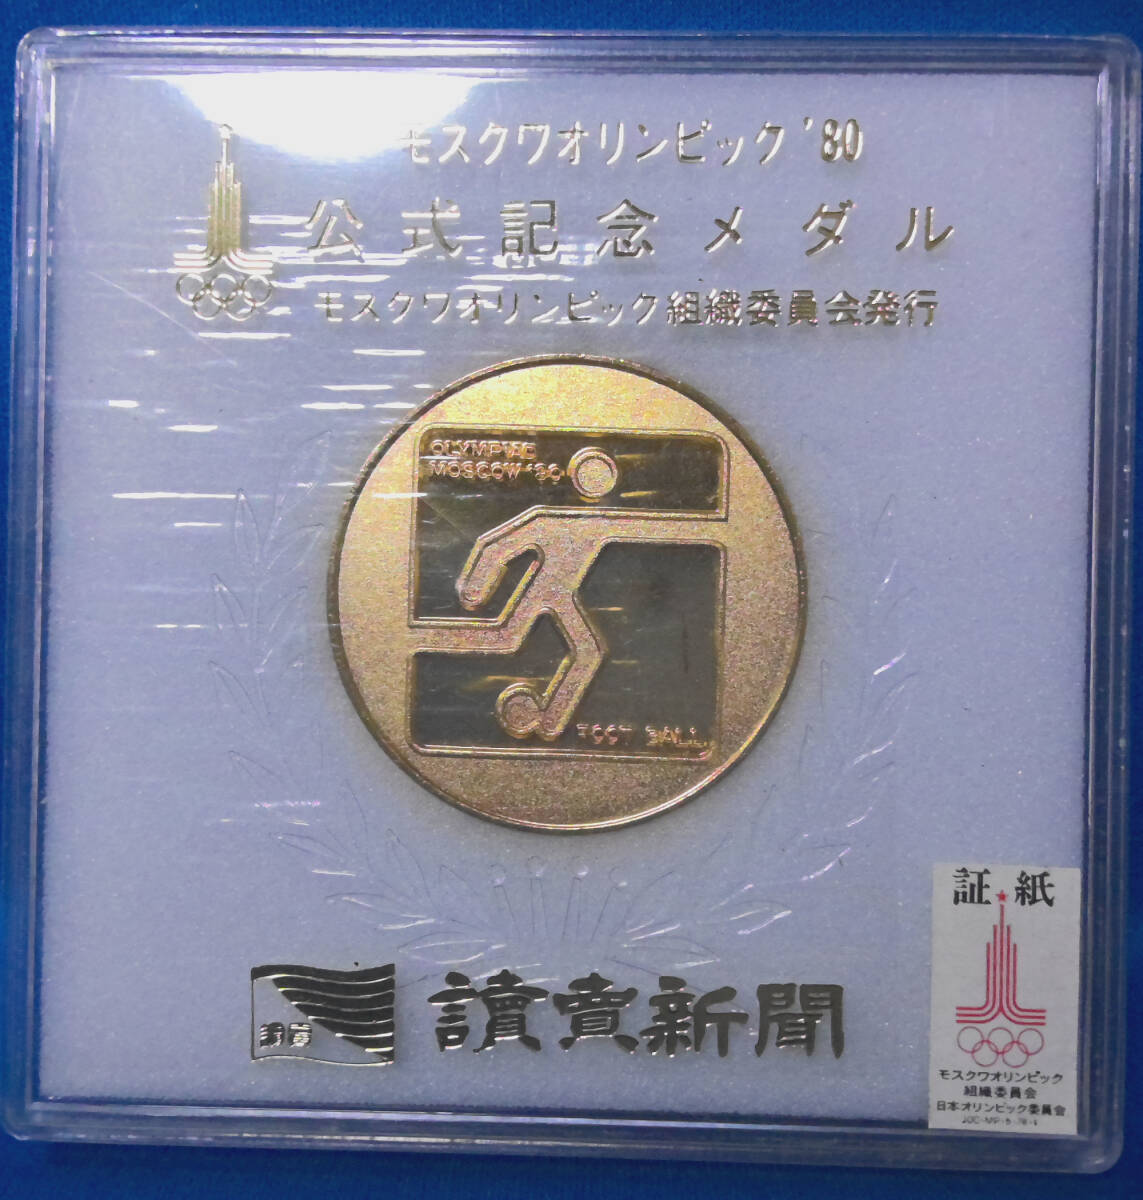 モスクワオリンピック '80
公式記念メダル
モスクワオリンピック組織委員会発行
OLYMPIAD
MOSCOW '80
FOOT BALL
讀賣
讀賣新聞
証紙
モスクワオリンピック
組織委員会
日本オリンピック委員会